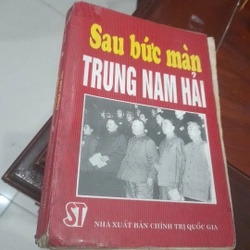 Sau bức màn
TRUNG NAM HẢI
ST
NHÀ XUẤT BẢN CHÍNH TRỊ QUỐC GIA